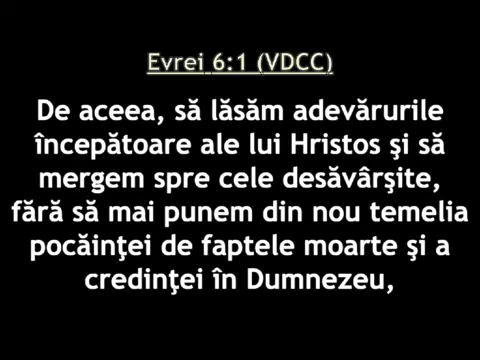 Evrei 6:1 (VDCC)
De aceea, să lăsăm adevărurile
începătoare ale lui Hristos şi să
mergem spre cele desăvârşite,
fără să mai punem din nou temelia
pocăinţei de faptele moarte şi a
credinţei în Dumnezeu,